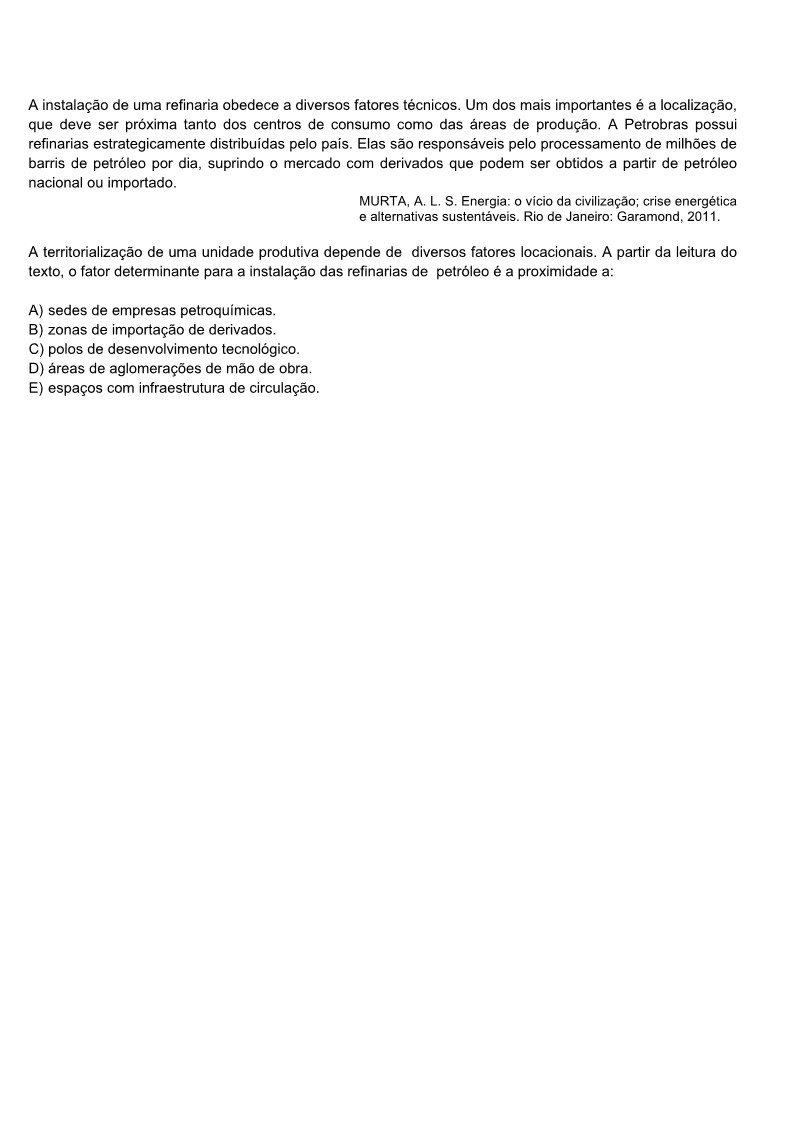 A instalação de uma refinaria obedece a diversos fatores técnicos. Um dos mais importantes é a localização,
que deve ser próxima tanto dos centros de consumo como das áreas de produção. A Petrobras possui
refinarias estrategicamente distribuídas pelo país. Elas são responsáveis pelo processamento de milhões de
barris de petróleo por dia, suprindo o mercado com derivados que podem ser obtidos a partir de petróleo
nacional ou importado.
MURTA, A. L. S. Energia: o vício da civilização; crise energética
e alternativas sustentáveis. Rio de Janeiro: Garamond, 2011.
A territorialização de uma unidade produtiva depende de  diversos fatores locacionais. A partir da leitura do
texto, o fator determinante para a instalação das refinarias de  petróleo é a proximidade a:
A) sedes de empresas petroquímicas.
B) zonas de importação de derivados.
C) polos de desenvolvimento tecnológico.
D) áreas de aglomerações de mão de obra.
E) espaços com infraestrutura de circulação.